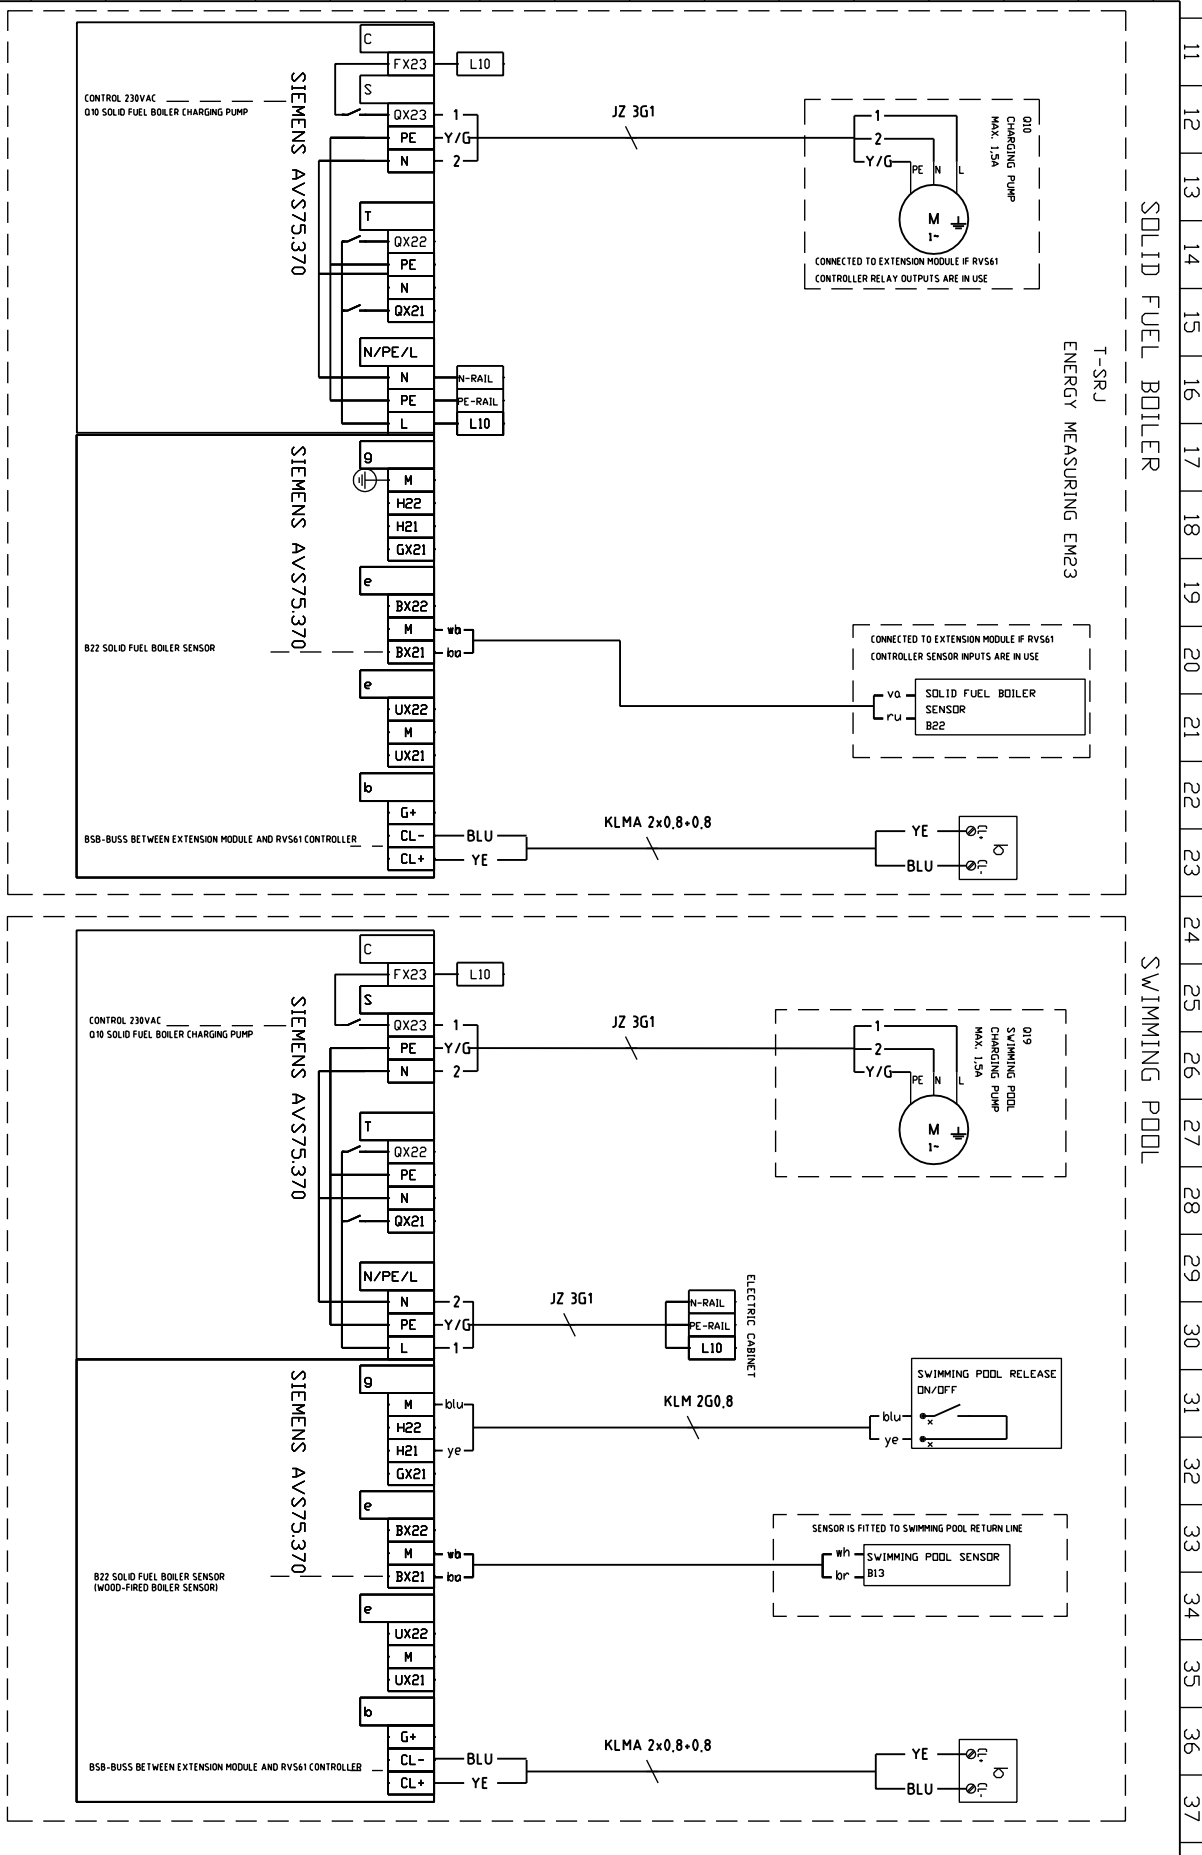 SOLID FUEL BOILER
T-SRJ
ENERGY MEASURING EM23
11
12
13
14
15
16
17
18
19
20
21
22
23
24
25
26
27
28
29
30
31
32
33
34
35
36
37
C
FX23
L10
S
CONTROL 230VAC
Q10 SOLID FUEL BOILER CHARGING PUMP
SIEMENS AVS75.370
QX23
1
PE
Y/G
N
2
JZ 3G1
1
2
Y/G
PE
N
L
M
1~
Q10
CHARGING PUMP
MAX. 1,5A
CONNECTED TO EXTENSION MODULE IF RVS61
CONTROLLER RELAY OUTPUTS ARE IN USE
T
QX22
PE
N
QX21
N/PE/L
N
N-RAIL
PE
PE-RAIL
L
L10
g
M
H22
H21
GX21
SIEMENS AVS75.370
e
BX22
M
BX21
B22 SOLID FUEL BOILER SENSOR
CONNECTED TO EXTENSION MODULE IF RVS61
CONTROLLER SENSOR INPUTS ARE IN USE
va
ru
SOLID FUEL BOILER
SENSOR
B22
e
UX22
M
UX21
b
G+
CL-
BLU
CL+
YE
BSB-BUSS BETWEEN EXTENSION MODULE AND RVS61 CONTROLLER
KLMA 2x0,8+0,8
YE
BLU
CL+
CL-
b
SWIMMING POOL
C
FX23
L10
S
CONTROL 230VAC
Q10 SOLID FUEL BOILER CHARGING PUMP
SIEMENS AVS75.370
QX23
1
PE
Y/G
N
2
JZ 3G1
1
2
Y/G
PE
N
L
M
1~
Q19
SWIMMING POOL
CHARGING PUMP
MAX. 1,5A
T
QX22
PE
N
QX21
N/PE/L
N
2
PE
Y/G
L
1
JZ 3G1
N-RAIL
PE-RAIL
L10
ELECTRIC CABINET
g
M
blu
H22
H21
ye
GX21
SIEMENS AVS75.370
KLM 2G0,8
blu
ye
SWIMMING POOL RELEASE
ON/OFF
x
x
e
BX22
M
BX21
B22 SOLID FUEL BOILER SENSOR
(WOOD-FIRED BOILER SENSOR)
SENSOR IS FITTED TO SWIMMING POOL RETURN LINE
wh
br
SWIMMING POOL SENSOR
B13
e
UX22
M
UX21
b
G+
CL-
BLU
CL+
YE
BSB-BUSS BETWEEN EXTENSION MODULE AND RVS61 CONTROLLER
KLMA 2x0,8+0,8
YE
BLU
CL+
CL-
b